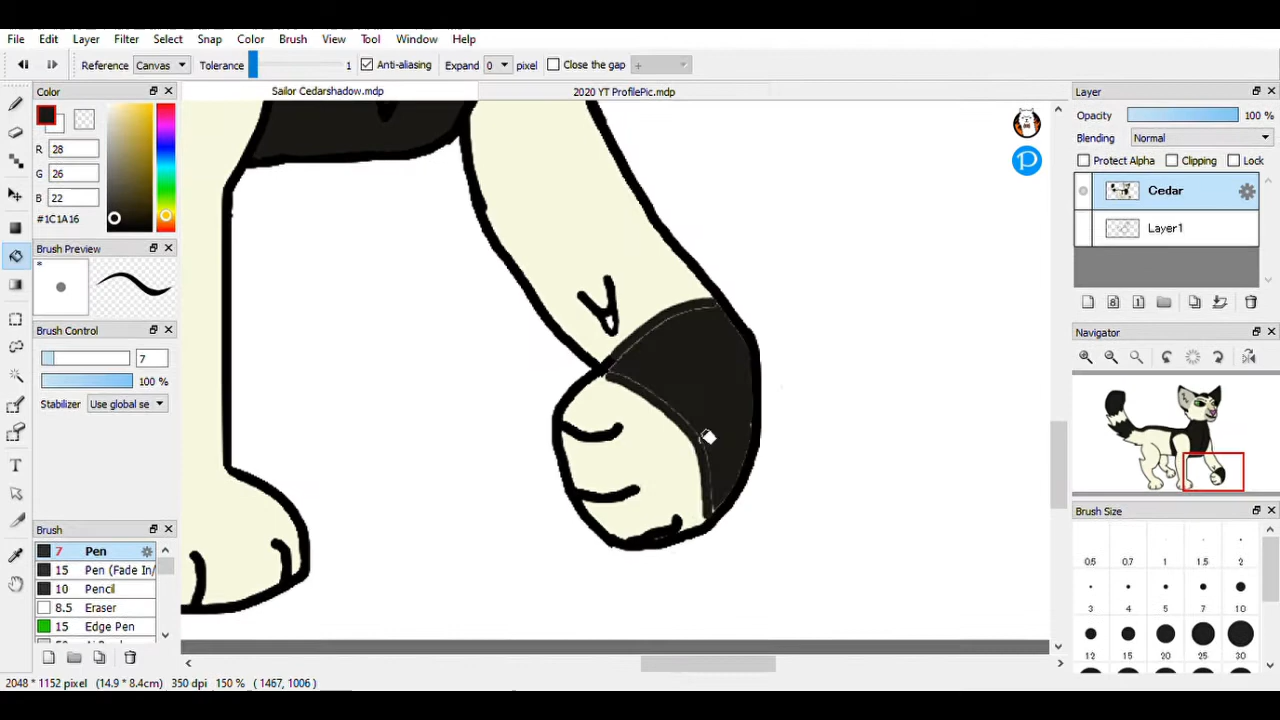 File Edit Layer Filter Select Snap Color Brush View Tool Window Help
Reference Canvas Tolerance 1 Anti-aliasing Expand 0 pixel Close the gap +
Color
Sailor Cedarshadow.mdp
2020 YT ProfilePic.mdp
Layer
R 28
G 26
B 22
#1C1A16
Opacity 100 %
Blending Normal
Protect Alpha Clipping Lock
Cedar
Layer1
Brush Preview
*
Brush Control
7
100 %
Stabilizer Use global se
Navigator
Brush Size
0.5 0.7 1 1.5 2
3 4 5 7 10
12 15 20 25 30
Brush
7 Pen
15 Pen (Fade In/
10 Pencil
8.5 Eraser
15 Edge Pen
2048 * 1152 pixel (14.9 * 8.4cm) 350 dpi 150 % ( 1467, 1006 )